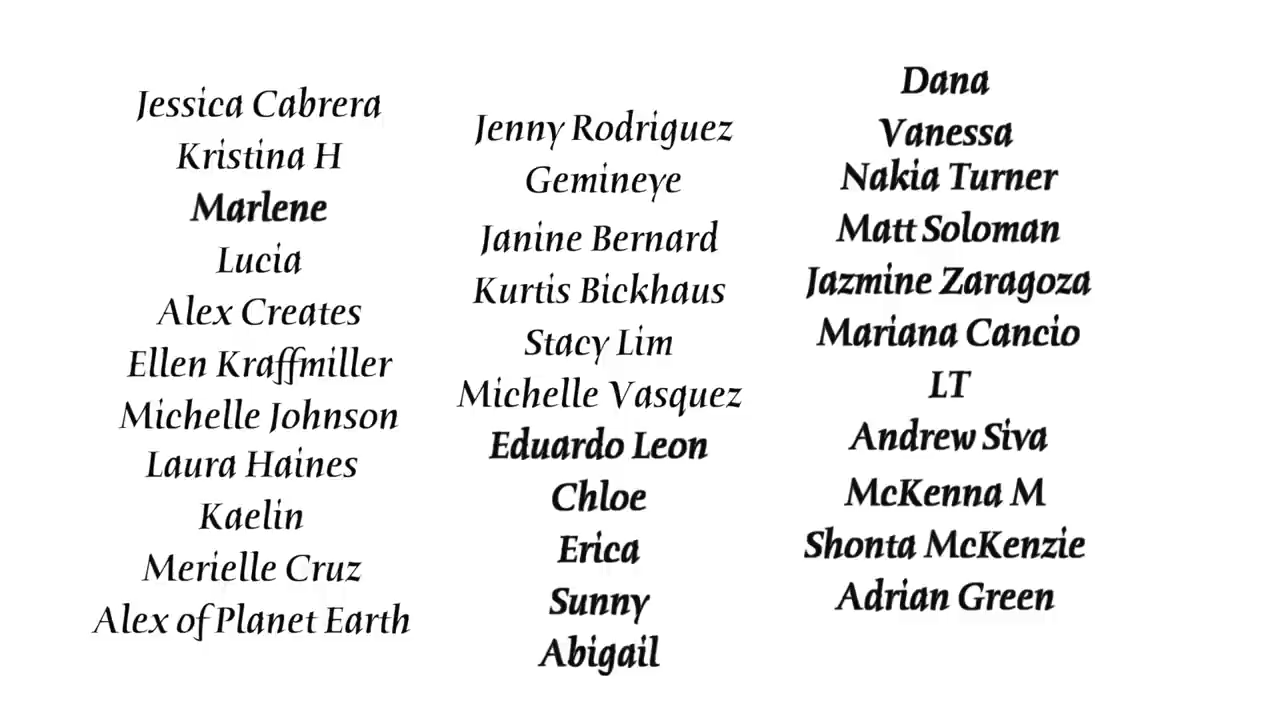 Jessica Cabrera
Kristina H
Marlene
Lucia
Alex Creates
Ellen Kraffmiller
Michelle Johnson
Laura Haines
Kaelin
Merielle Cruz
Alex of Planet Earth
Jenny Rodriguez
Gemineye
Janine Bernard
Kurtis Bickhaus
Stacy Lim
Michelle Vasquez
Eduardo Leon
Chloe
Erica
Sunny
Abigail
Dana
Vanessa
Nakia Turner
Matt Soloman
Jazmine Zaragoza
Mariana Cancio
LT
Andrew Siva
McKenna M
Shonta McKenzie
Adrian Green